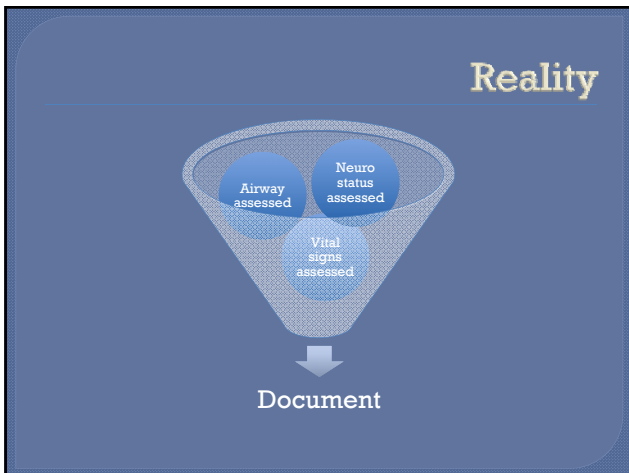 Reality
Airway
assessed
Neuro
status
assessed
Vital
signs
assessed
Document